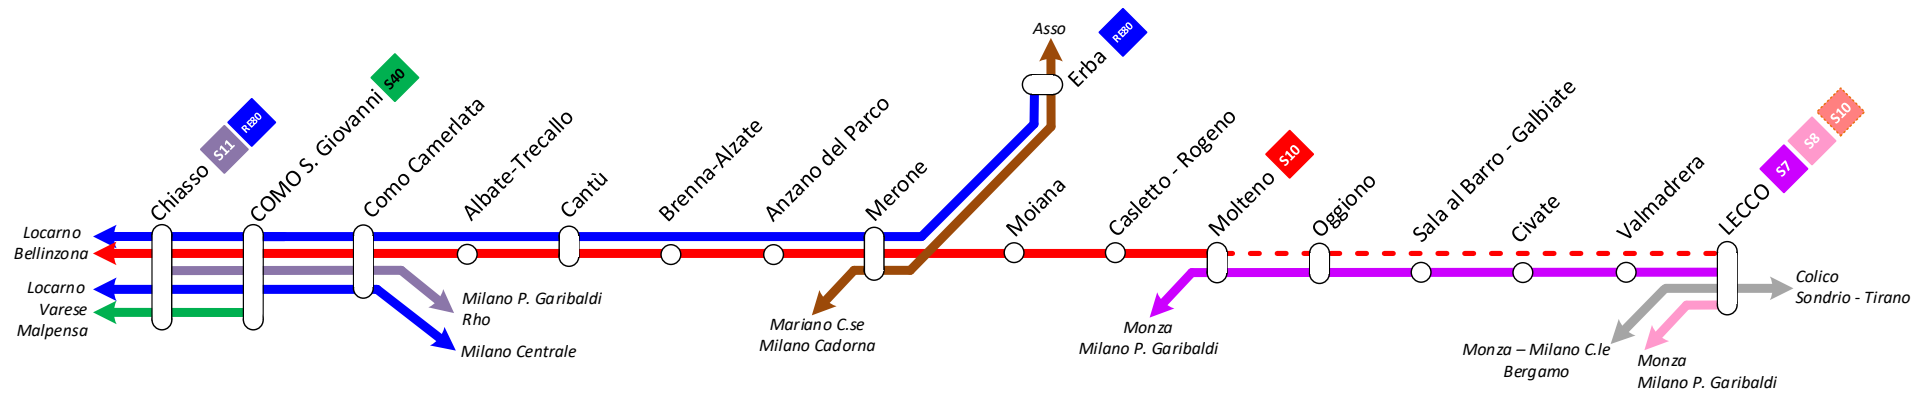 Locarno
Bellinzona
Locarno
Varese
Malpensa
Chiasso
S11
RE80
COMO S. Giovanni
S40
Como Camerlata
Albate-Trecallo
Cantù
Brenna-Alzate
Anzano del Parco
Merone
Asso
Erba
RE80
Moiana
Casletto - Rogeno
Molteno
S10
Oggiono
Sala al Barro - Galbiate
Civate
Valmadrera
LECCO
S7
S8
S10
Milano P. Garibaldi
Rho
Milano Centrale
Mariano C.se
Milano Cadorna
Monza
Milano P. Garibaldi
Monza – Milano C.le
Bergamo
Monza
Milano P. Garibaldi
Colico
Sondrio - Tirano